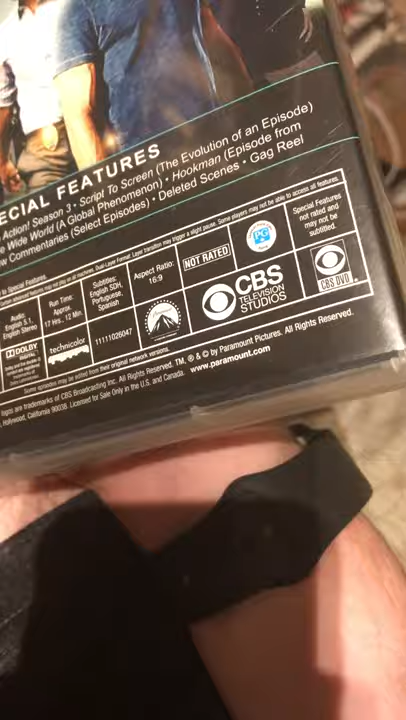 ECIAL FEATURES
Action! Season 3 • Script To Screen (The Evolution of an Episode)
e Wide World (A Global Phenomenon) • Hookman (Episode from
w Commentaries (Select Episodes) • Deleted Scenes • Gag Reel
to Special Features.
Dual-Layer Format. Layer transition may trigger a slight pause. Some players may not be able to access all features.
Audio:
English 5.1,
English Stereo
Run Time:
Approx.
17 Hrs. 12 Min.
Subtitles:
English SDH,
Portuguese,
Spanish
Aspect Ratio:
16:9
NOT RATED
PG
Special Features
not rated and
may not be
subtitled.
DOLBY
technicolor
11111026047
Paramount
CBS
TELEVISION
STUDIOS
CBS DVD
Some episodes may be edited from their original network versions.
logos are trademarks of CBS Broadcasting Inc. All Rights Reserved. TM, ® & © by Paramount Pictures. All Rights Reserved.
Hollywood, California 90038. Licensed for Sale Only in the U.S. and Canada. www.paramount.com